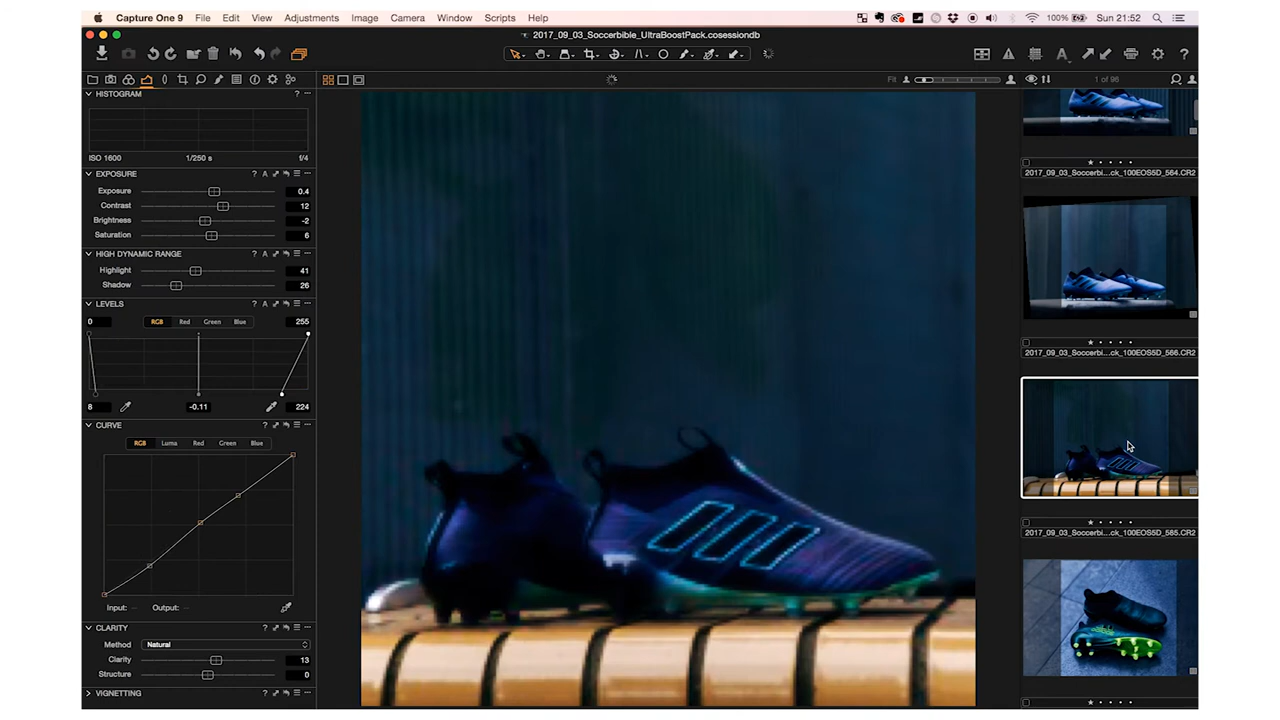 Capture One 9 File Edit View Adjustments Image Camera Window Scripts Help 100% Sun 21:52
2017_09_03_Soccerbible_UltraBoostPack.cosessiondb
Fit 1 of 96
HISTOGRAM ? ···
ISO 1600 1/250 s f/4
EXPOSURE ? A
Exposure 0.4
Contrast 12
Brightness -2
Saturation 6
HIGH DYNAMIC RANGE ? A
Highlight 41
Shadow 26
LEVELS ? A
0 RGB Red Green Blue 255
8 -0.11 224
CURVE ?
RGB Luma Red Green Blue
Input: -- Output: --
CLARITY ?
Method Natural
Clarity 13
Structure 0
VIGNETTING ?
2017_09_03_Soccerbi...ck_100EOS5D_564.CR2
2017_09_03_Soccerbi...ck_100EOS5D_566.CR2
2017_09_03_Soccerbi...ck_100EOS5D_585.CR2